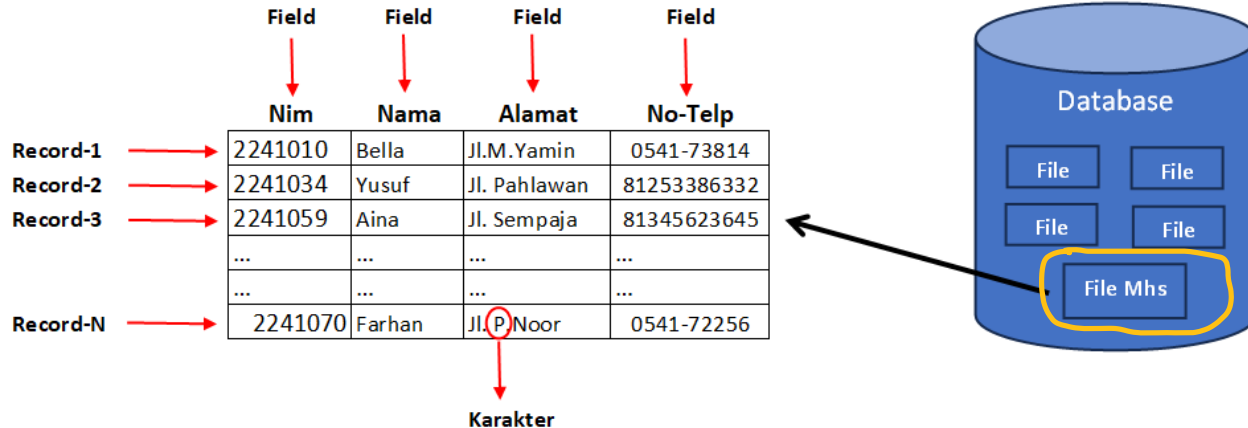 Field Field Field Field
Nim Nama Alamat No-Telp
Record-1 2241010 Bella Jl.M.Yamin 0541-73814
Record-2 2241034 Yusuf Jl. Pahlawan 81253386332
Record-3 2241059 Aina Jl. Sempaja 81345623645
... ... ... ...
... ... ... ...
Record-N 2241070 Farhan Jl. P.Noor 0541-72256
Karakter
Database
File File
File File
File Mhs